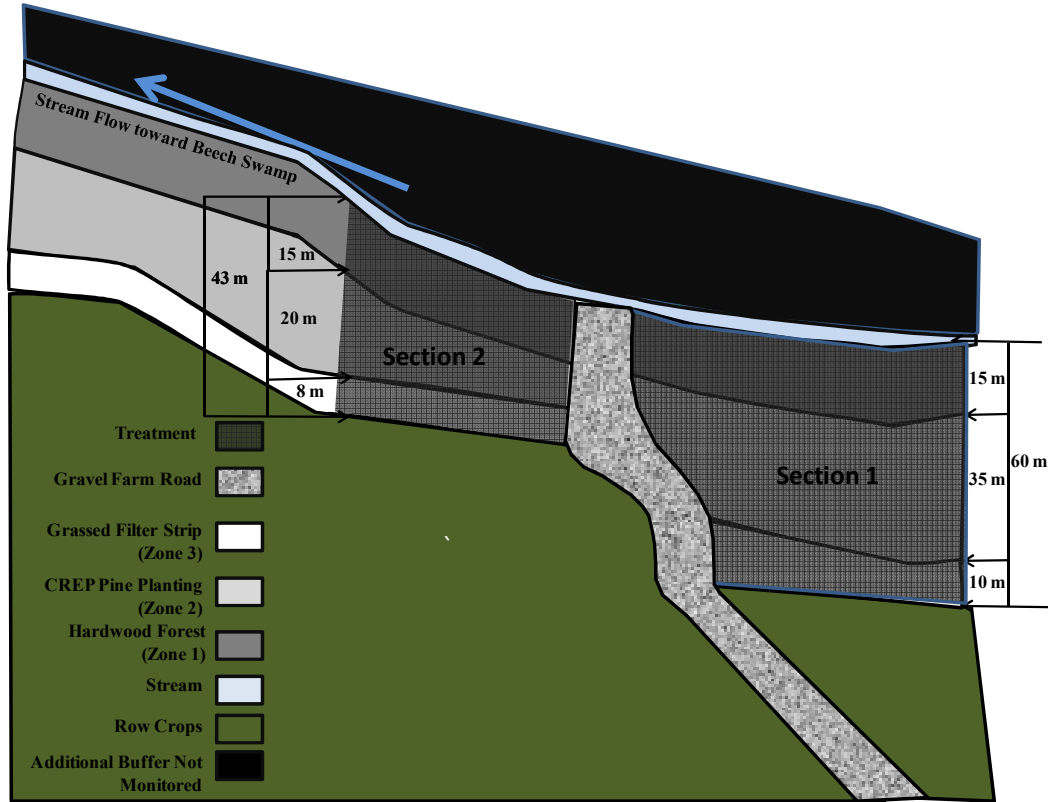 Stream Flow toward Beech Swamp
15 m
43 m
20 m
8 m
Section 2
Section 1
15 m
60 m
35 m
10 m
Treatment
Gravel Farm Road
Grassed Filter Strip
(Zone 3)
CREP Pine Planting
(Zone 2)
Hardwood Forest
(Zone 1)
Stream
Row Crops
Additional Buffer Not
Monitored